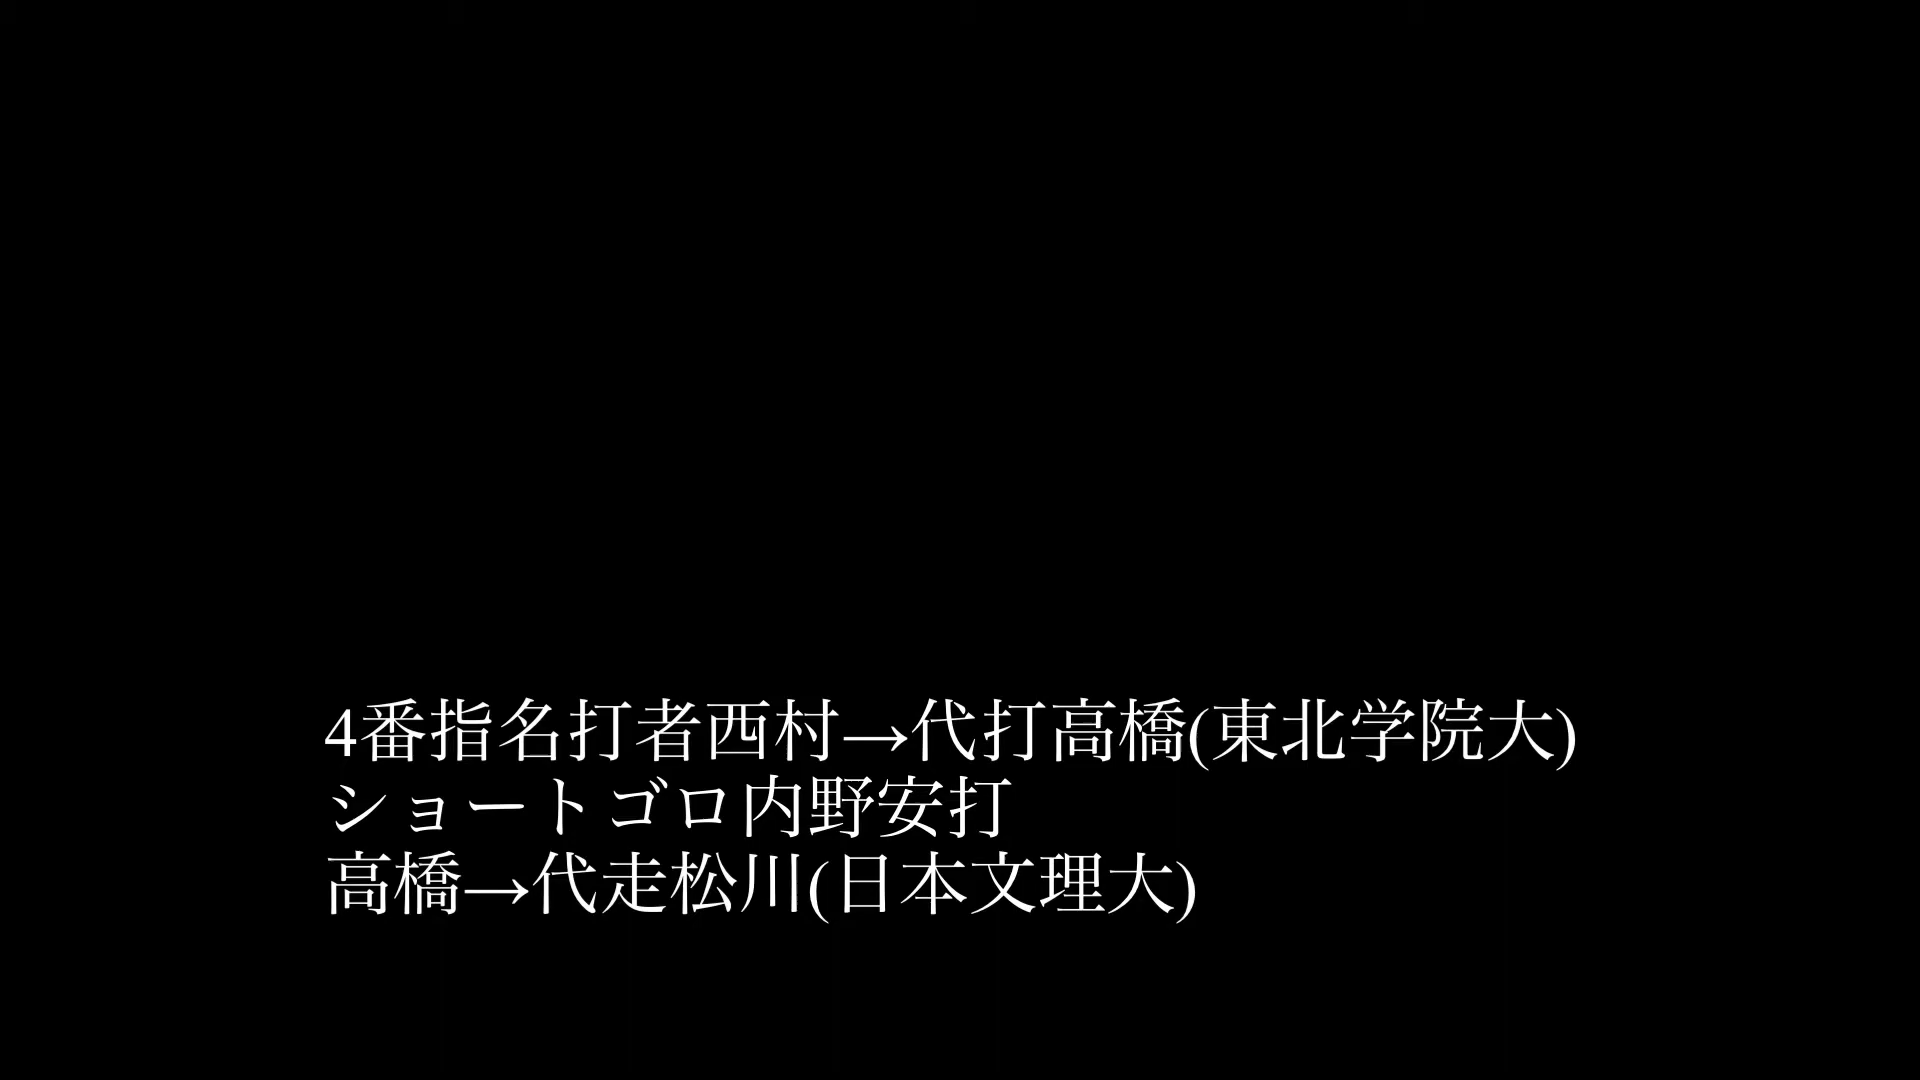 4番指名打者西村→代打高橋(東北学院大)
ショートゴロ内野安打
高橋→代走松川(日本文理大)